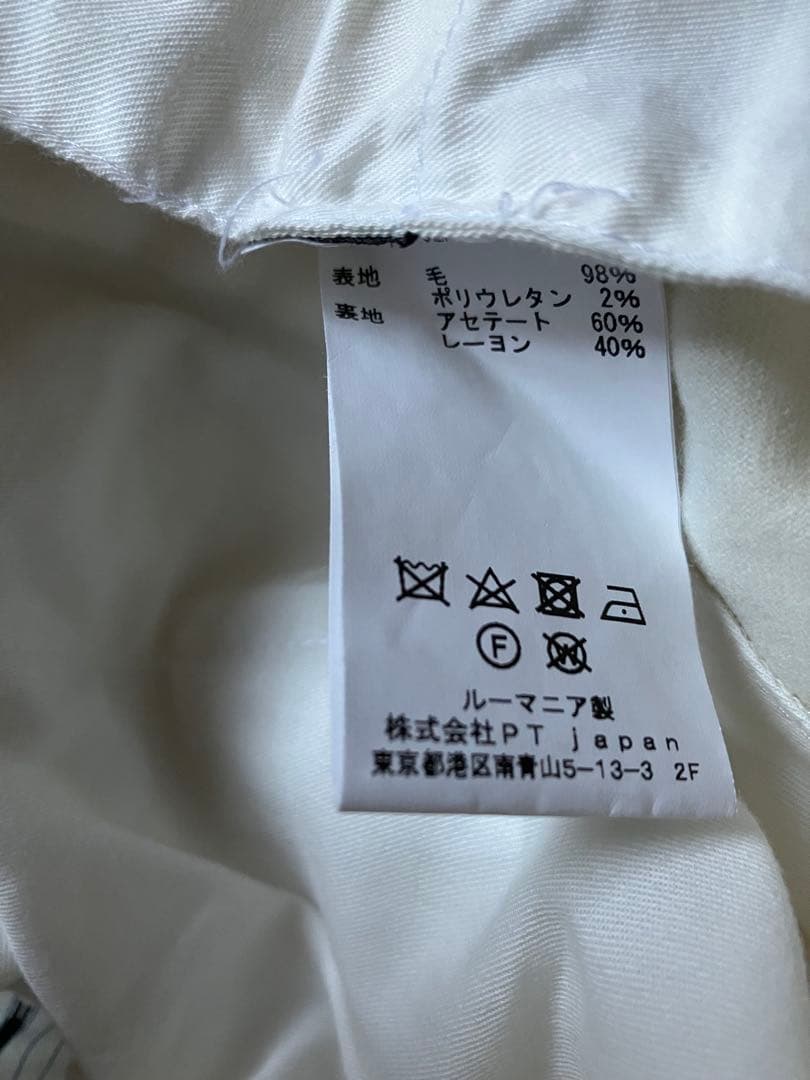 表地 毛 98%
ポリウレタン 2%
裏地 アセテート 60%
レーヨン 40%
F
W
ルーマニア製
株式会社PT japan
東京都港区南青山5-13-3 2F